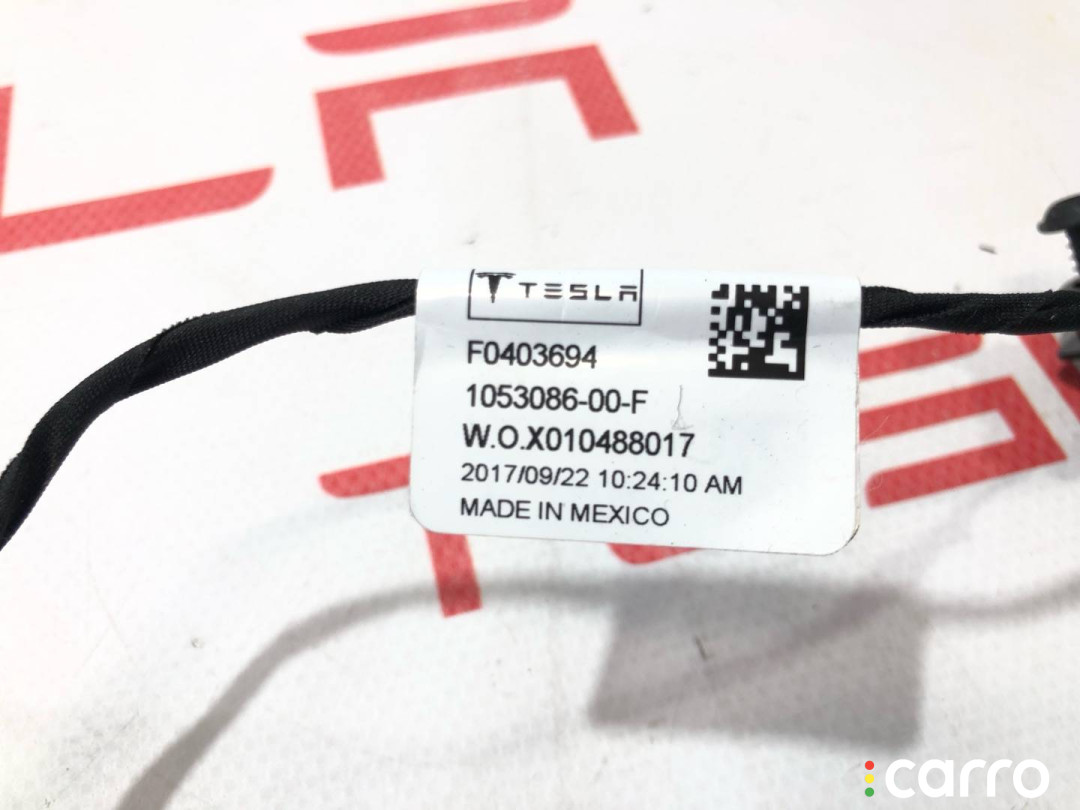 TESLA
F0403694
1053086-00-F
W.O.X010488017
2017/09/22 10:24:10 AM
MADE IN MEXICO
carro